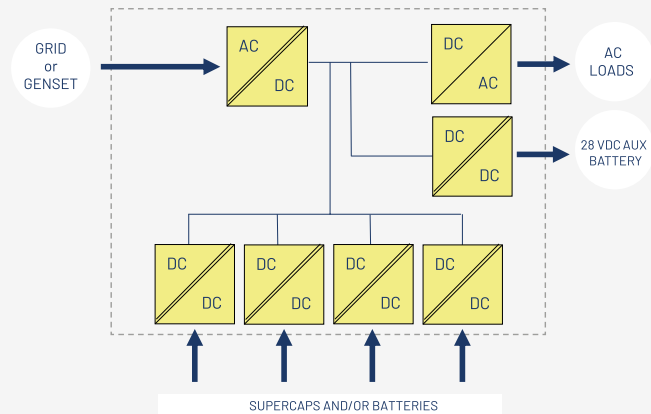 GRID
or
GENSET
AC
DC
DC
AC
AC
LOADS
DC
DC
28 VDC AUX
BATTERY
DC
DC
DC
DC
DC
DC
DC
DC
SUPERCAPS AND/OR BATTERIES